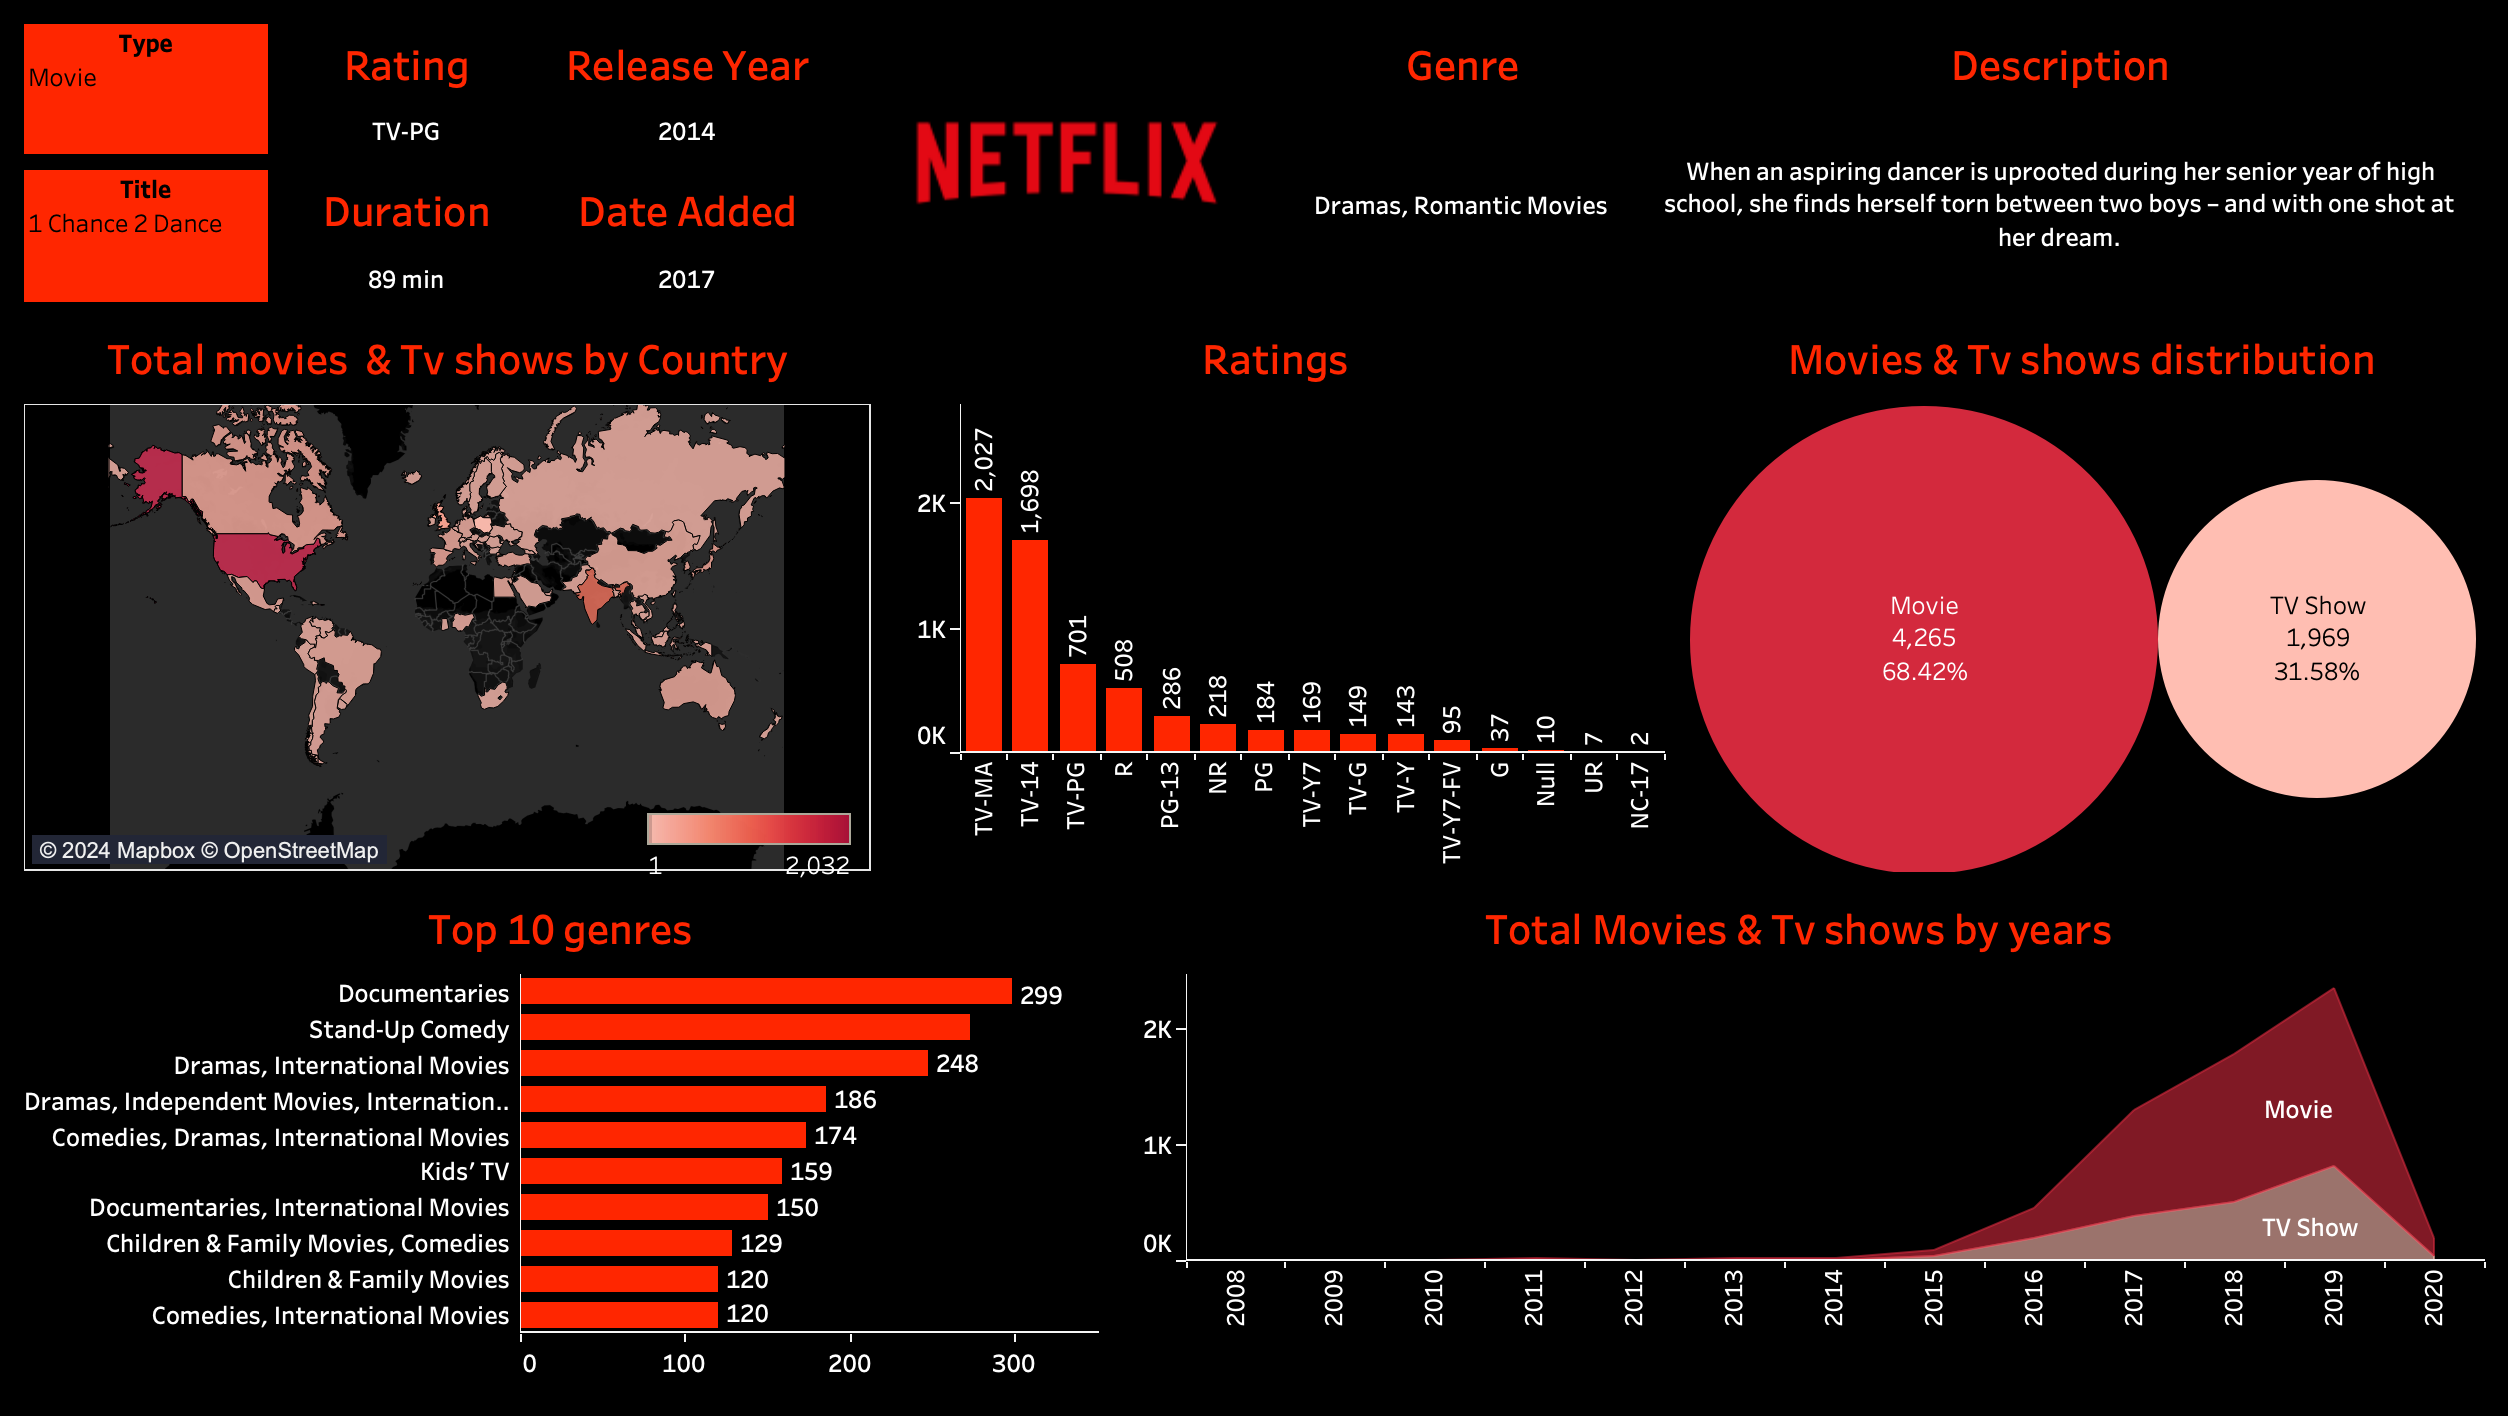 Type
Movie
Rating
TV-PG
Release Year
2014
Title
1 Chance 2 Dance
Duration
89 min
Date Added
2017
NETFLIX
Genre
Dramas, Romantic Movies
Description
When an aspiring dancer is uprooted during her senior year of high
school, she finds herself torn between two boys – and with one shot at
her dream.
Total movies  & Tv shows by Country
© 2024 Mapbox © OpenStreetMap
1
2,032
Ratings
2K
1K
0K
2,027
1,698
701
508
286
218
184
169
149
143
95
37
10
7
2
TV-MA
TV-14
TV-PG
R
PG-13
NR
PG
TV-Y7
TV-G
TV-Y
TV-Y7-FV
G
Null
UR
NC-17
Movies & Tv shows distribution
Movie
4,265
68.42%
TV Show
1,969
31.58%
Top 10 genres
Documentaries
299
Stand-Up Comedy
Dramas, International Movies
248
Dramas, Independent Movies, Internation..
186
Comedies, Dramas, International Movies
174
Kids’ TV
159
Documentaries, International Movies
150
Children & Family Movies, Comedies
129
Children & Family Movies
120
Comedies, International Movies
120
0
100
200
300
Total Movies & Tv shows by years
2K
1K
0K
Movie
TV Show
2008
2009
2010
2011
2012
2013
2014
2015
2016
2017
2018
2019
2020